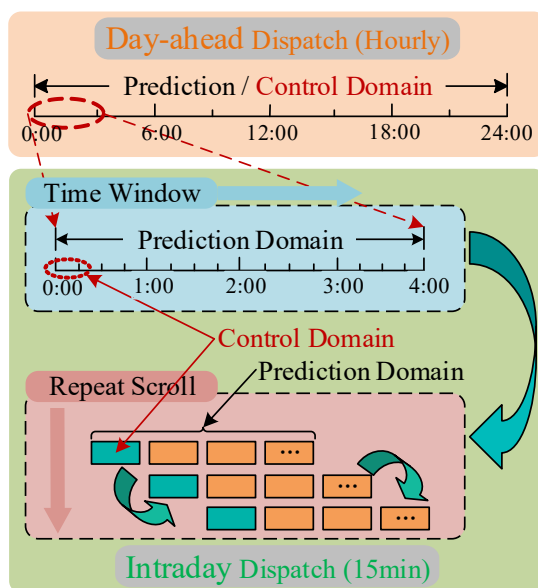 Day-ahead Dispatch (Hourly)
Prediction / Control Domain
0:00 6:00 12:00 18:00 24:00
Time Window
Prediction Domain
0:00 1:00 2:00 3:00 4:00
Control Domain
Prediction Domain
Repeat Scroll
...
...
...
Intraday Dispatch (15min)